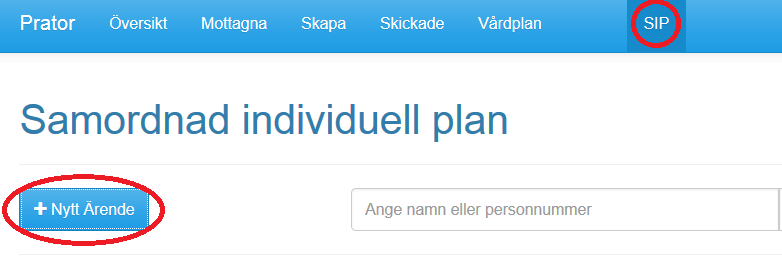 Prator Översikt Mottagna Skapa Skickade Vårdplan SIP
Samordnad individuell plan
+ Nytt Ärende Ange namn eller personnummer